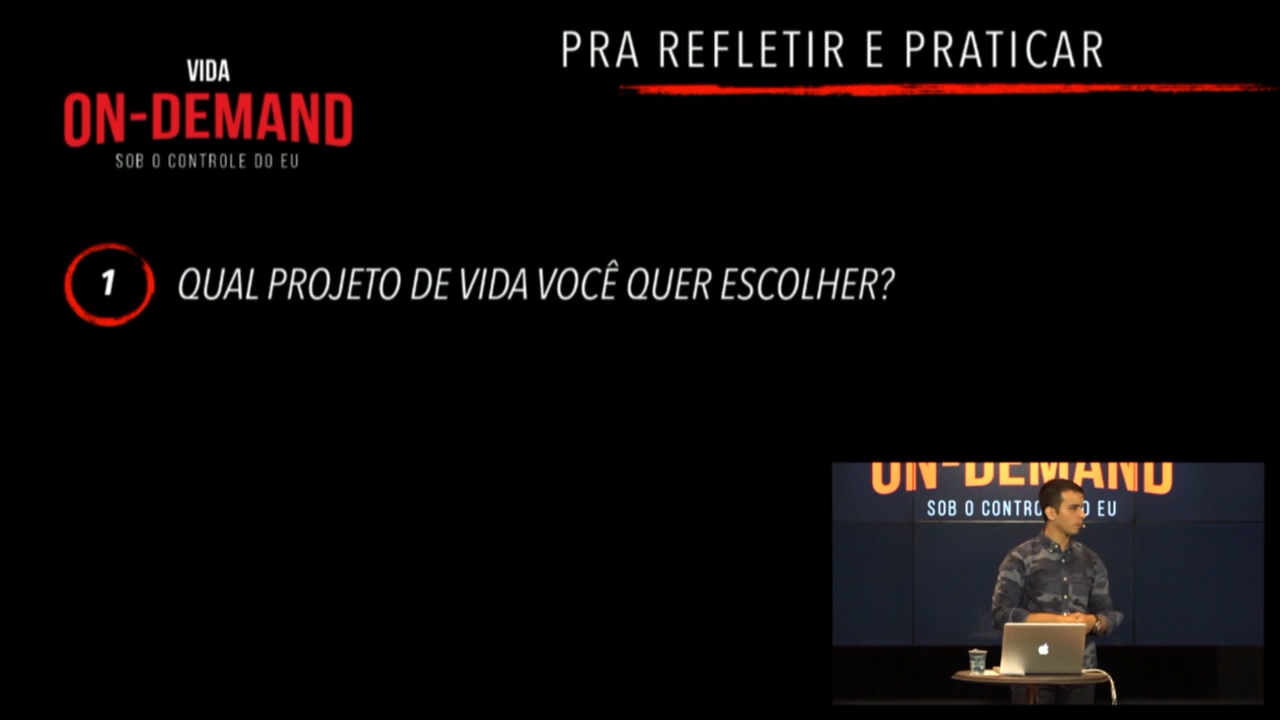 PRA REFLETIR E PRATICAR
VIDA
ON-DEMAND
SOB O CONTROLE DO EU
1
QUAL PROJETO DE VIDA VOCÊ QUER ESCOLHER?
ON-DEMAND
SOB O CONTRO O EU